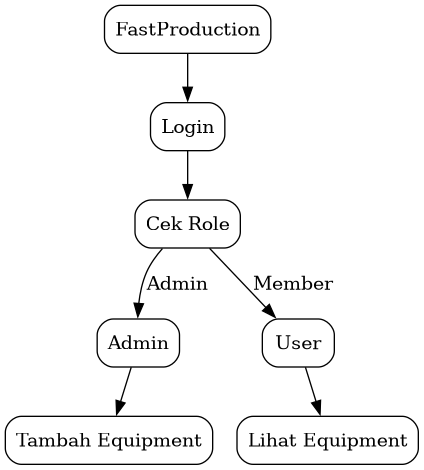 FastProduction
Login
Cek Role
Admin
Member
Admin
User
Tambah Equipment
Lihat Equipment